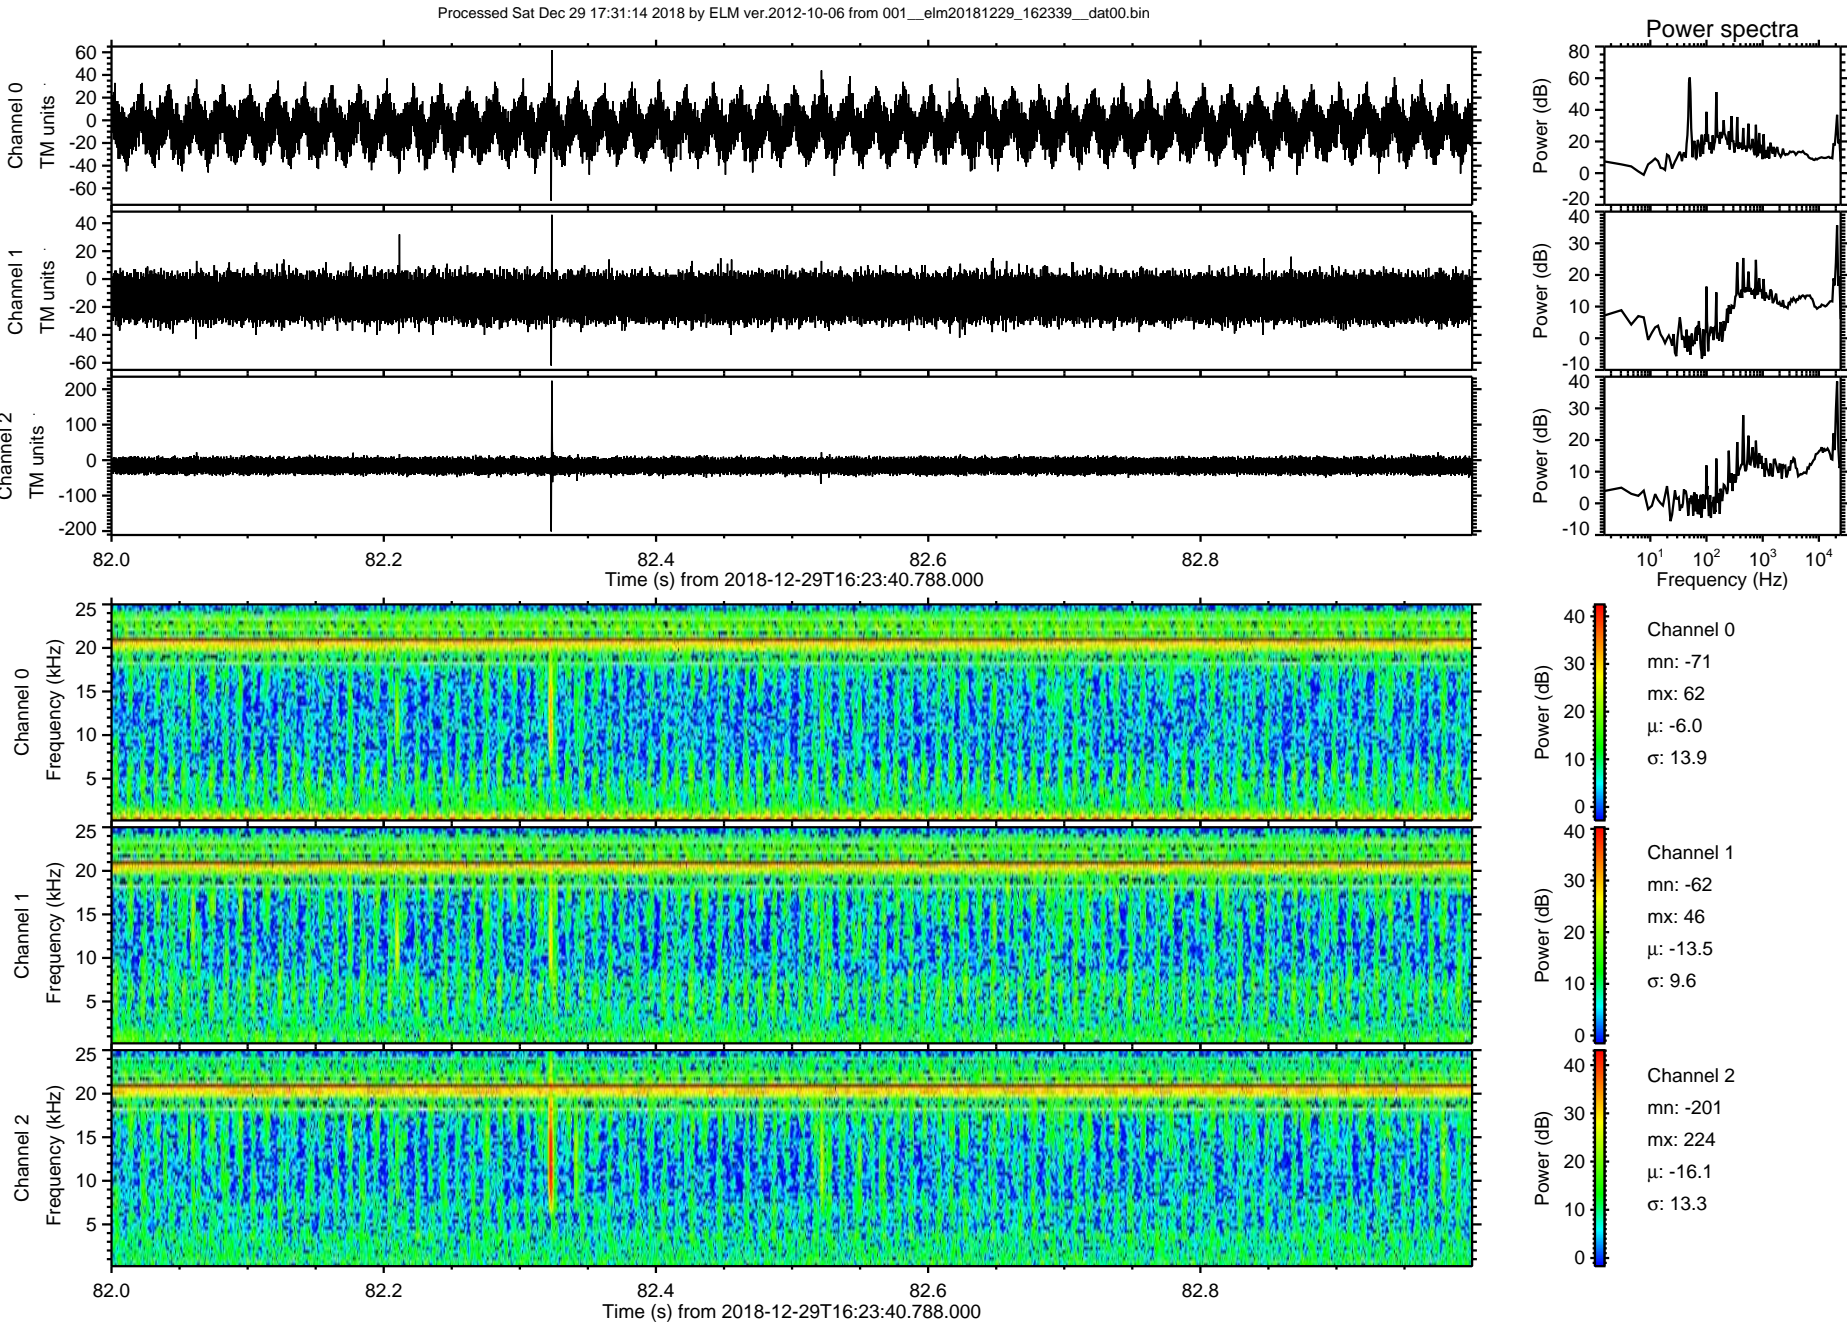 Processed Sat Dec 29 17:31:14 2018 by ELM ver.2012-10-06 from 001__elm20181229_162339__dat00.bin
Power spectra
Channel 0
TM units
60
40
20
0
-20
-40
-60
Power (dB)
80
60
40
20
0
-20
Channel 1
TM units
40
20
0
-20
-40
-60
Power (dB)
40
30
20
10
0
-10
Channel 2
TM units
200
100
0
-100
-200
Power (dB)
40
30
20
10
0
-10
82.0 82.2 82.4 82.6 82.8
Time (s) from 2018-12-29T16:23:40.788.000
10¹ 10² 10³ 10⁴
Frequency (Hz)
Channel 0
Frequency (kHz)
25
20
15
10
5
Power (dB)
40
30
20
10
0
Channel 0
mn: -71
mx: 62
μ: -6.0
σ: 13.9
Channel 1
Frequency (kHz)
25
20
15
10
5
Power (dB)
40
30
20
10
0
Channel 1
mn: -62
mx: 46
μ: -13.5
σ: 9.6
Channel 2
Frequency (kHz)
25
20
15
10
5
Power (dB)
40
30
20
10
0
Channel 2
mn: -201
mx: 224
μ: -16.1
σ: 13.3
82.0 82.2 82.4 82.6 82.8
Time (s) from 2018-12-29T16:23:40.788.000